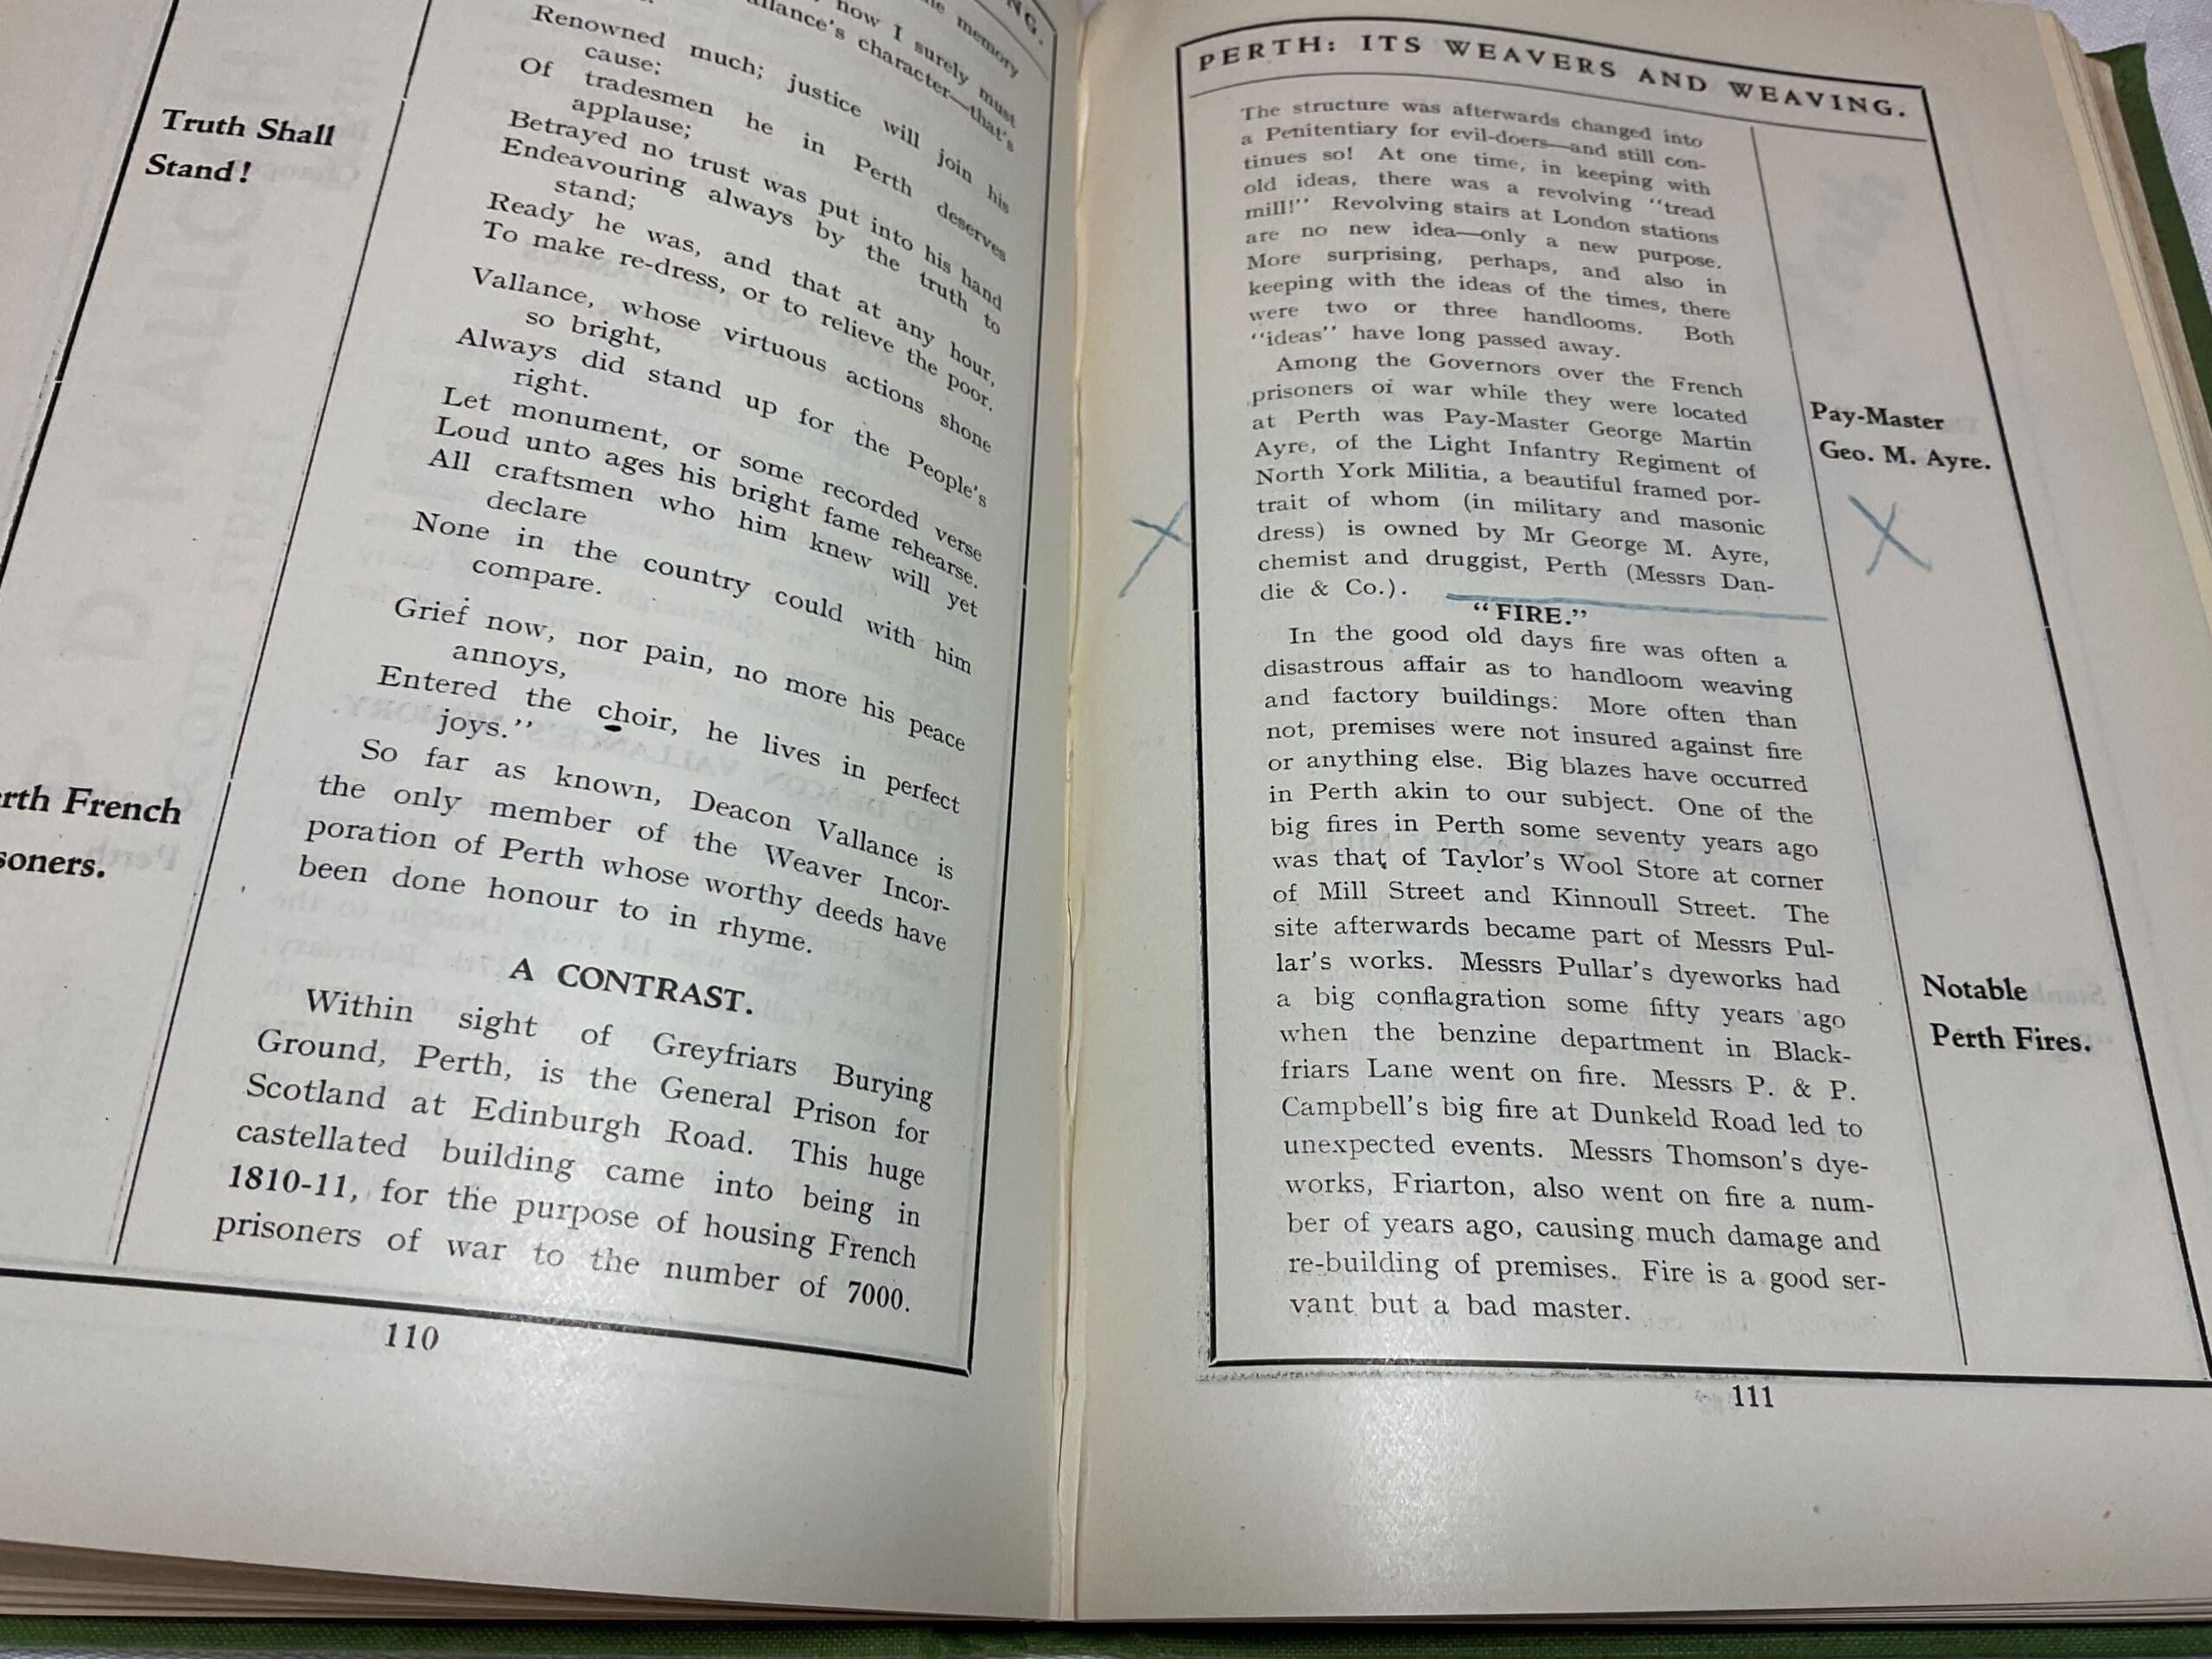 NG.
the memory
now I surely must
allance's character—that's
Renowned much; justice will join his
cause;
Of tradesmen he in Perth deserves
applause;
Betrayed no trust was put into his hand
Endeavouring always by the truth to
stand;
Ready he was, and that at any hour,
To make re-dress, or to relieve the poor.
Vallance, whose virtuous actions shone
so bright,
Always did stand up for the People's
right.
Let monument, or some recorded verse
Loud unto ages his bright fame rehearse.
All craftsmen who him knew will yet
declare
None in the country could with him
compare.
Grief now, nor pain, no more his peace
annoys,
Entered the choir, he lives in perfect
joys.''
So far as known, Deacon Vallance is
the only member of the Weaver Incor-
poration of Perth whose worthy deeds have
been done honour to in rhyme.
A CONTRAST.
Within sight of Greyfriars Burying
Ground, Perth, is the General Prison for
Scotland at Edinburgh Road. This huge
castellated building came into being in
1810-11, for the purpose of housing French
prisoners of war to the number of 7000.
Truth Shall
Stand!
rth French
soners.
110
PERTH: ITS WEAVERS AND WEAVING.
The structure was afterwards changed into
a Penitentiary for evil-doers—and still con-
tinues so! At one time, in keeping with
old ideas, there was a revolving ''tread
mill!'' Revolving stairs at London stations
are no new idea—only a new purpose.
More surprising, perhaps, and also in
keeping with the ideas of the times, there
were two or three handlooms. Both
''ideas'' have long passed away.
Among the Governors over the French
prisoners of war while they were located
at Perth was Pay-Master George Martin
Ayre, of the Light Infantry Regiment of
North York Militia, a beautiful framed por-
trait of whom (in military and masonic
dress) is owned by Mr George M. Ayre,
chemist and druggist, Perth (Messrs Dan-
die & Co.).
"FIRE."
In the good old days fire was often a
disastrous affair as to handloom weaving
and factory buildings: More often than
not, premises were not insured against fire
or anything else. Big blazes have occurred
in Perth akin to our subject. One of the
big fires in Perth some seventy years ago
was that of Taylor's Wool Store at corner
of Mill Street and Kinnoull Street. The
site afterwards became part of Messrs Pul-
lar's works. Messrs Pullar's dyeworks had
a big conflagration some fifty years ago
when the benzine department in Black-
friars Lane went on fire. Messrs P. & P.
Campbell's big fire at Dunkeld Road led to
unexpected events. Messrs Thomson's dye-
works, Friarton, also went on fire a num-
ber of years ago, causing much damage and
re-building of premises. Fire is a good ser-
vant but a bad master.
Pay-Master
Geo. M. Ayre.
Notable
Perth Fires.
111